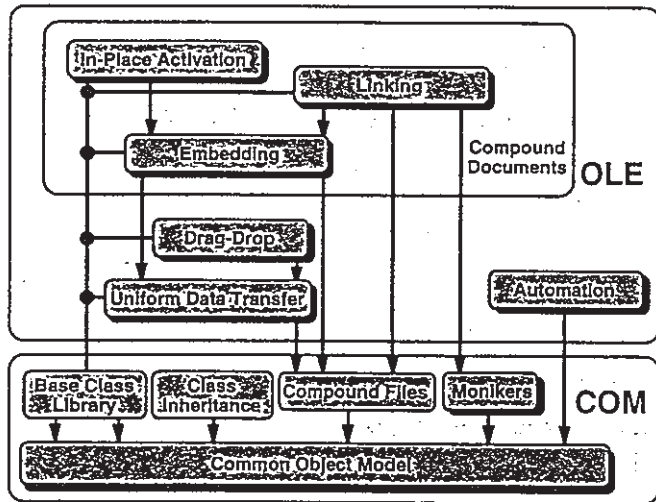 In-Place Activation
Linking
Embedding
Compound
Documents
OLE
Drag-Drop
Uniform Data Transfer
Automation
Base Class
Library
Class
Inheritance
Compound Files
Monikers
COM
Common Object Model